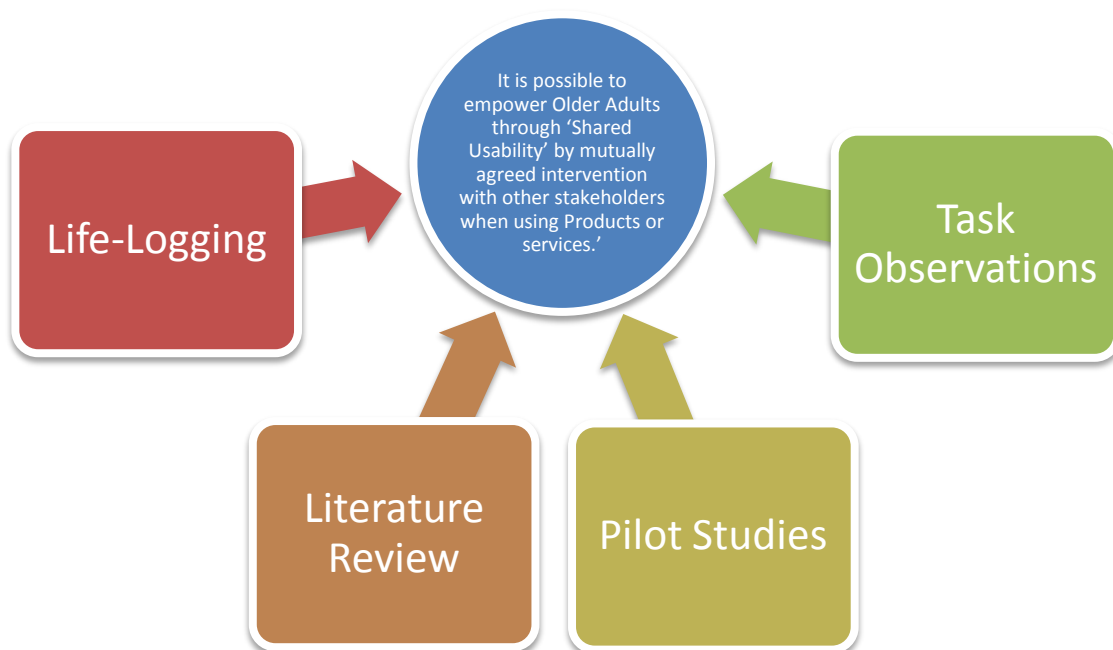 It is possible to
empower Older Adults
through ‘Shared
Usability’ by mutually
agreed intervention
with other stakeholders
when using Products or
services.’
Life-Logging
Task
Observations
Literature
Review
Pilot Studies